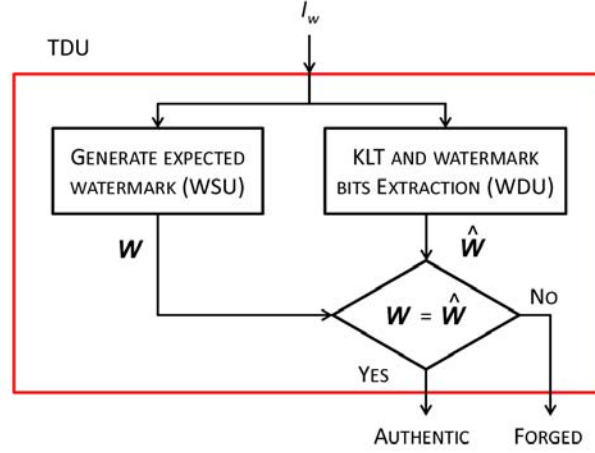 I_w
TDU
GENERATE EXPECTED
WATERMARK (WSU)
KLT AND WATERMARK
BITS EXTRACTION (WDU)
W
Ŵ
W = Ŵ
NO
YES
AUTHENTIC
FORGED